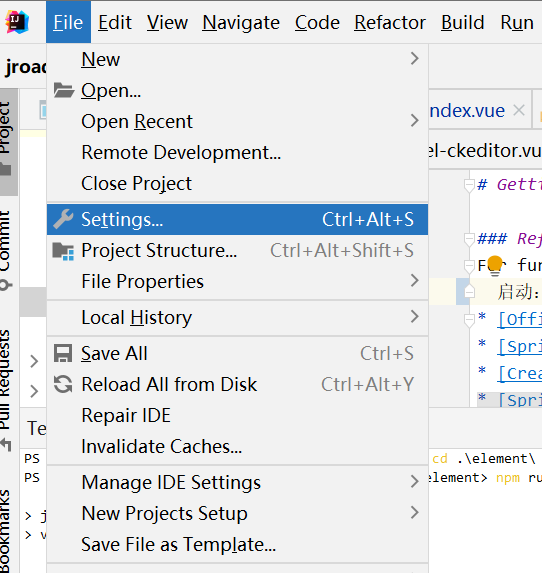 File Edit View Navigate Code Refactor Build Run
jroad
New
Open...
Open Recent
Remote Development...
Close Project
Settings... Ctrl+Alt+S
Project Structure... Ctrl+Alt+Shift+S
File Properties
Local History
Save All Ctrl+S
Reload All from Disk Ctrl+Alt+Y
Repair IDE
Invalidate Caches...
Manage IDE Settings
New Projects Setup
Save File as Template...
Project
Commit
Pull Requests
Bookmarks
ndex.vue
el-ckeditor.vu
# Getti
### Ref
For fur
启动:
* [Offi
* [Spri
* [Crea
* [Spri
Te
PS cd .\element\
PS element> npm ru
> j
> v